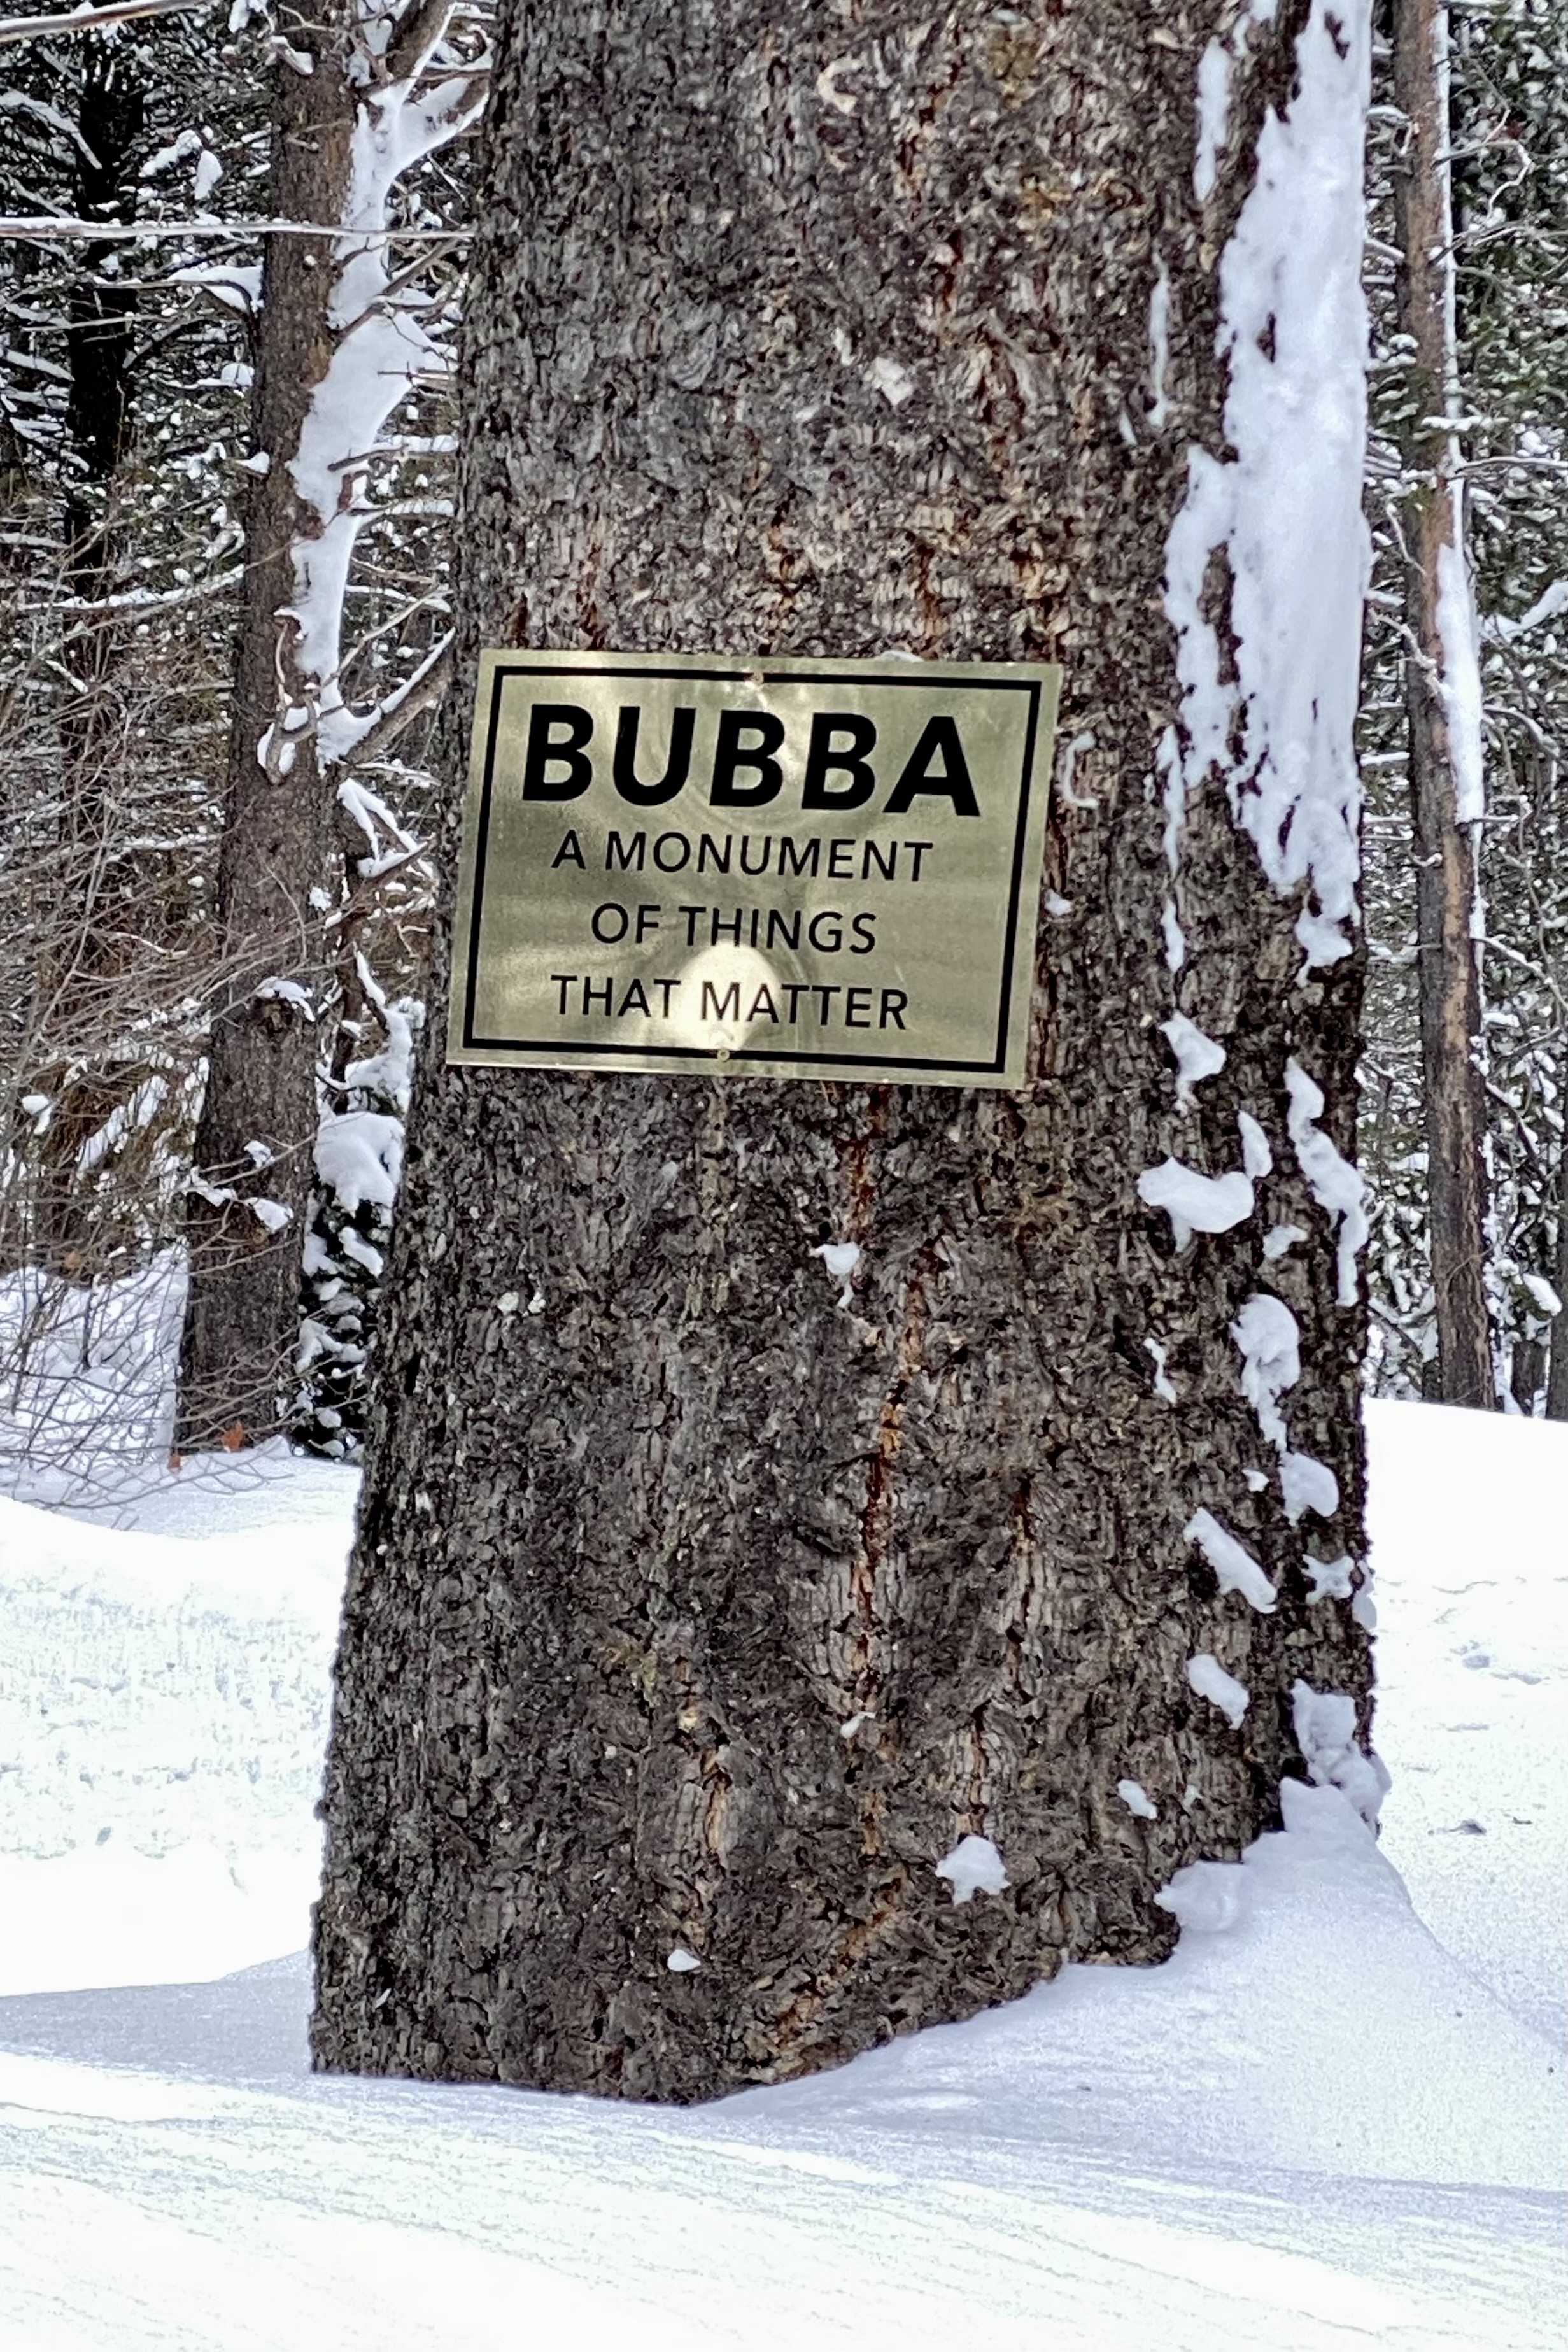 BUBBA
A MONUMENT
OF THINGS
THAT MATTER